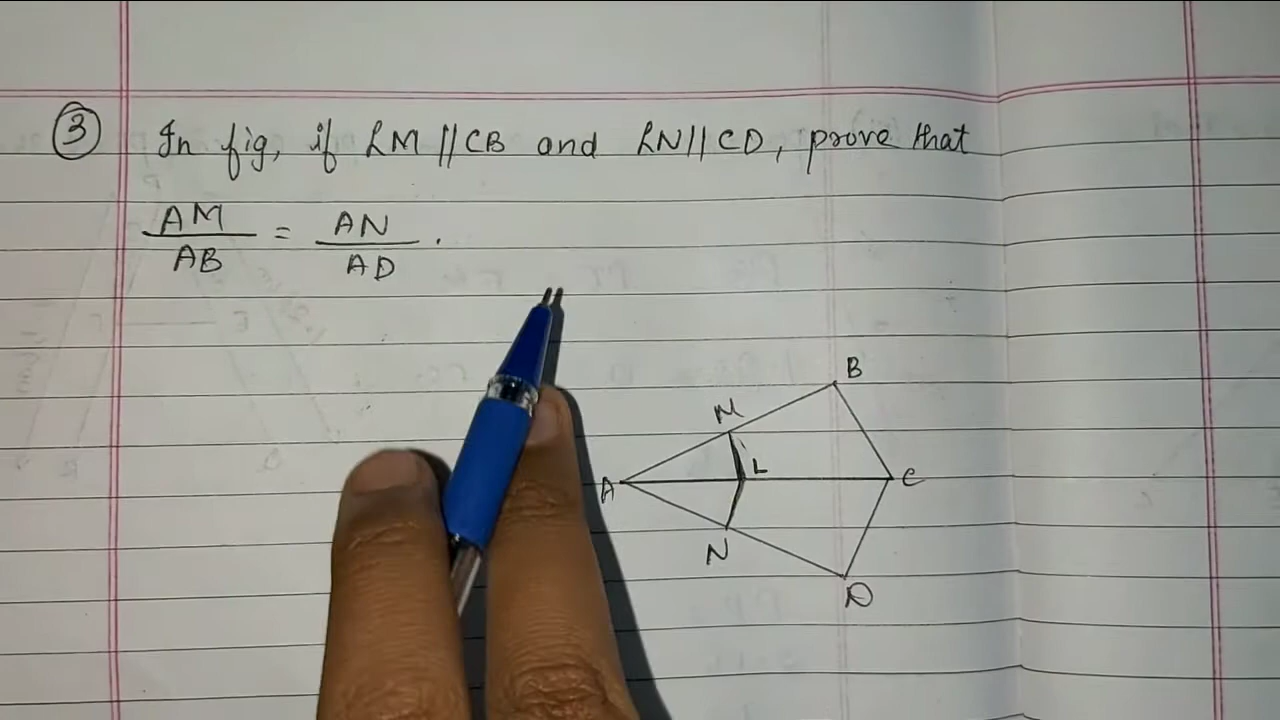 3 In fig, if LM || CB and LN || CD, prove that
AM / AB = AN / AD .
B
M
L
A
C
N
D